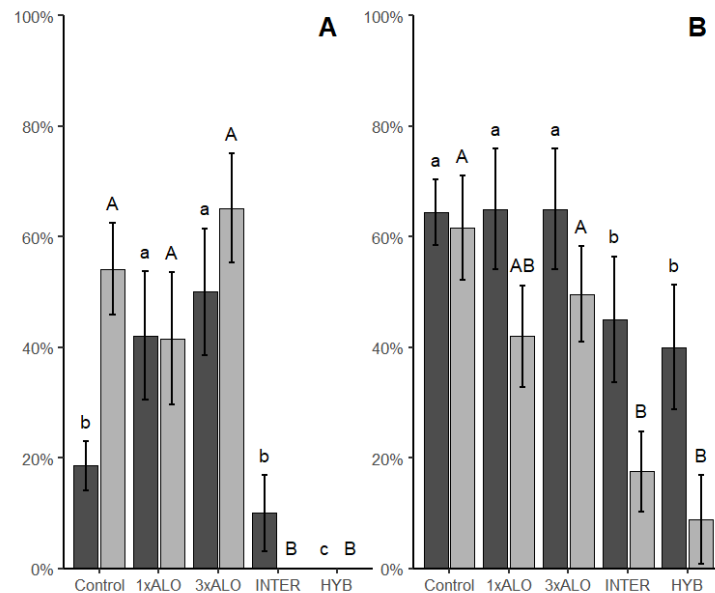 100%
A
80%
60%
40%
20%
0%
b
A
a
A
a
A
b
B
c
B
Control
1xALO
3xALO
INTER
HYB
100%
B
80%
60%
40%
20%
0%
a
A
a
AB
a
A
b
B
b
B
Control
1xALO
3xALO
INTER
HYB